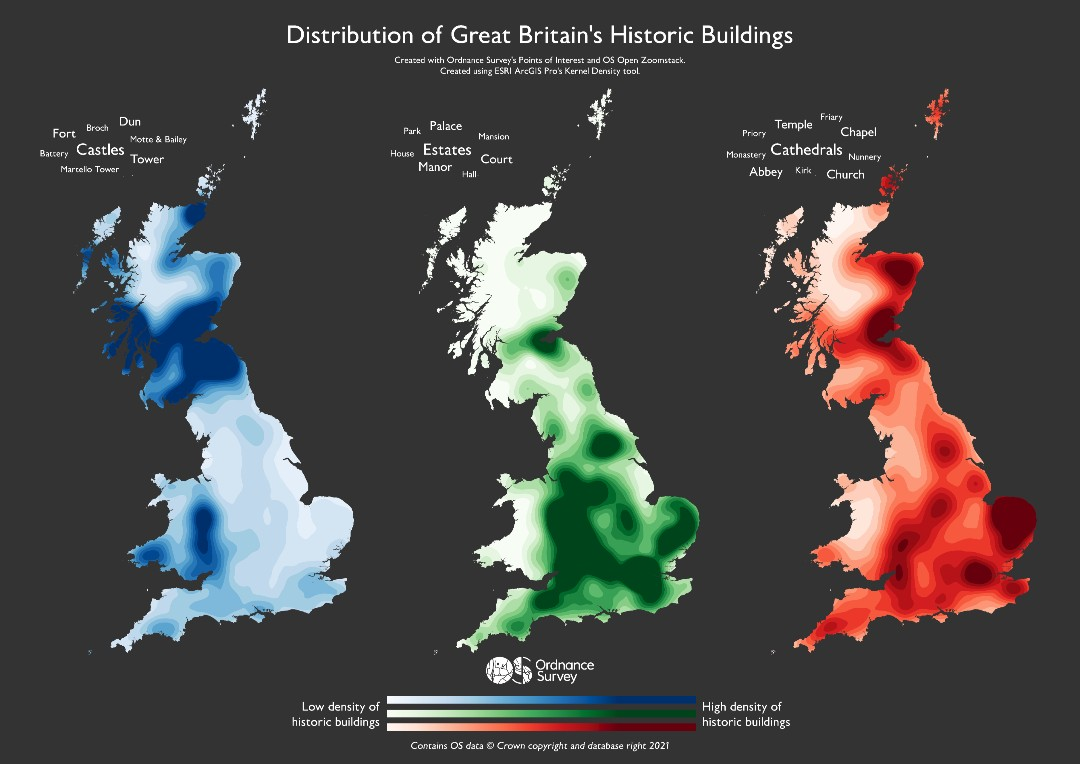 Distribution of Great Britain's Historic Buildings
Created with Ordnance Survey's Points of Interest and OS Open Zoomstack.
Created using ESRI ArcGIS Pro's Kernel Density tool.
Dun
Broch
Fort
Motte & Bailey
Castles
Battery
Tower
Martello Tower
Palace
Park
Mansion
Estates
House
Court
Manor
Hall
Friary
Temple
Priory
Chapel
Cathedrals
Monastery
Nunnery
Abbey
Kirk
Church
OS Ordnance
Survey
Low density of
historic buildings
High density of
historic buildings
Contains OS data © Crown copyright and database right 2021